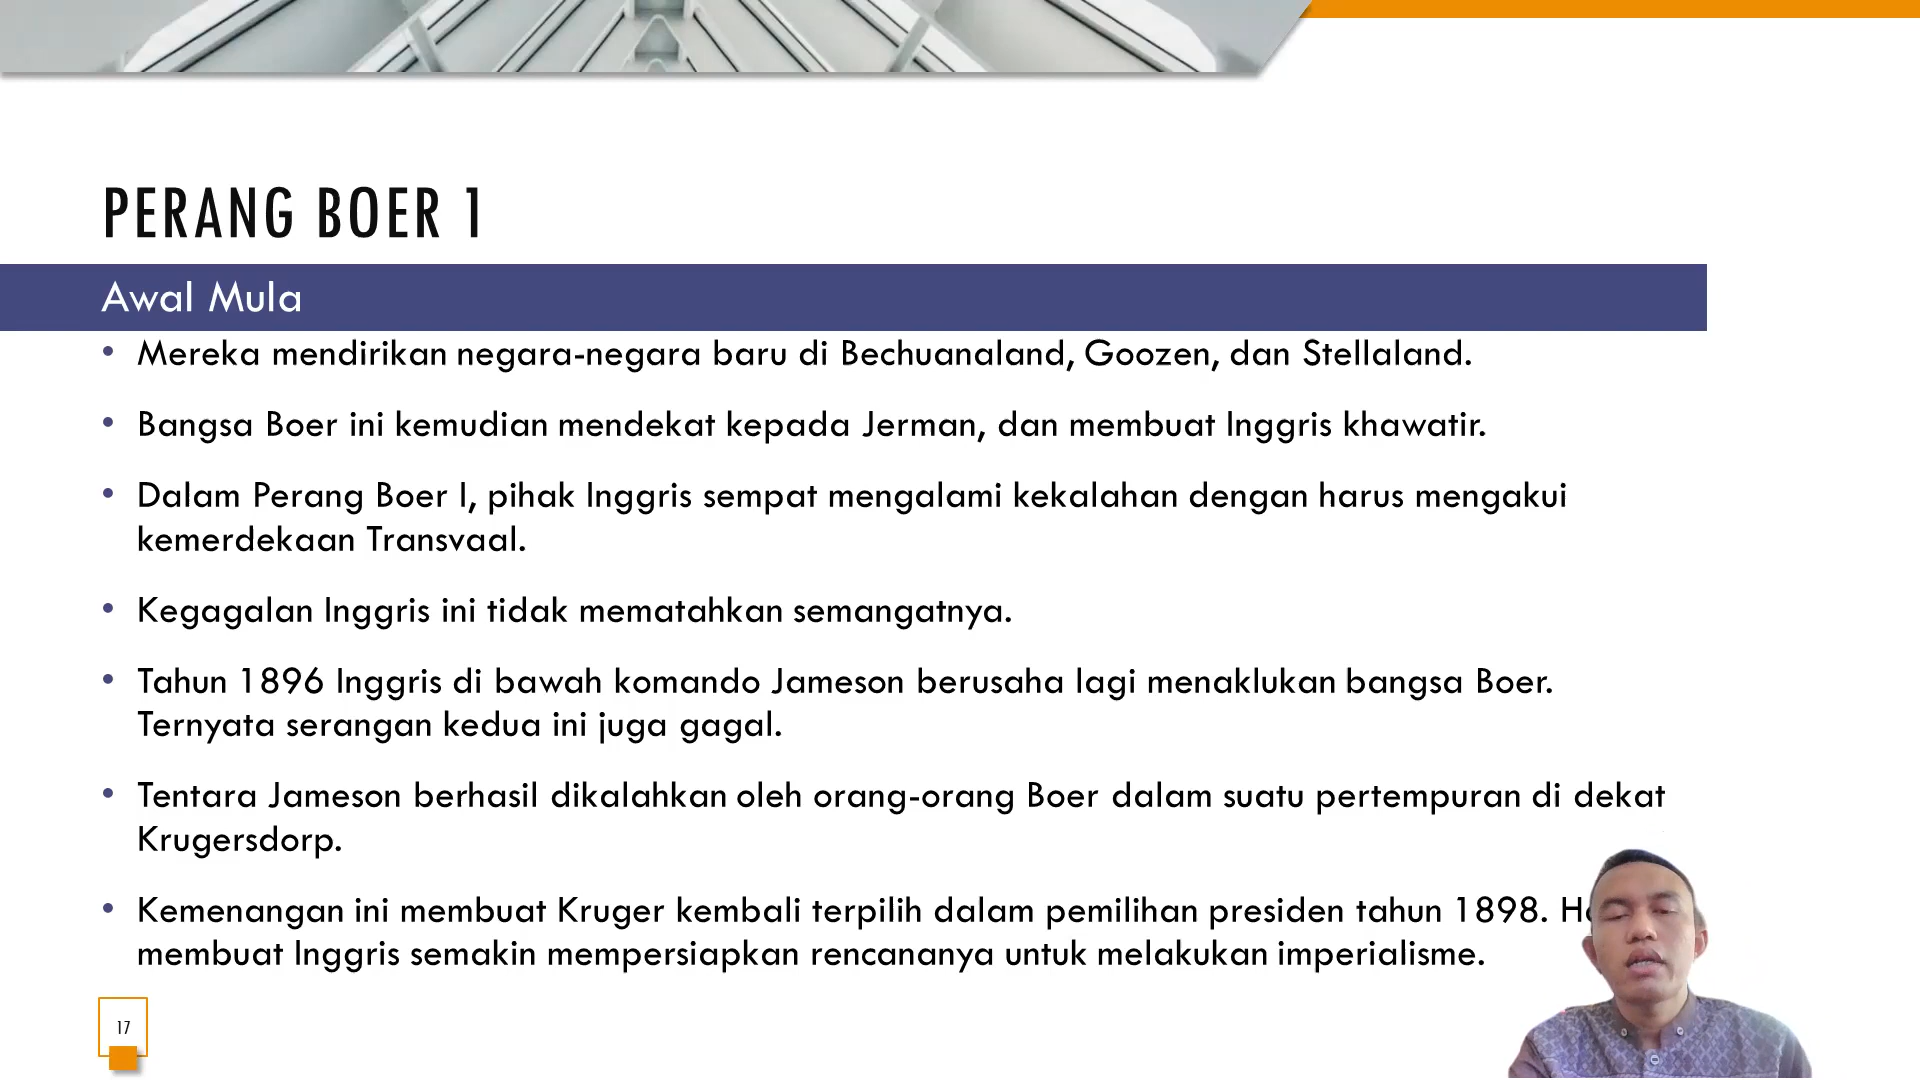 PERANG BOER 1
Awal Mula
• Mereka mendirikan negara-negara baru di Bechuanaland, Goozen, dan Stellaland.
• Bangsa Boer ini kemudian mendekat kepada Jerman, dan membuat Inggris khawatir.
• Dalam Perang Boer I, pihak Inggris sempat mengalami kekalahan dengan harus mengakui
kemerdekaan Transvaal.
• Kegagalan Inggris ini tidak mematahkan semangatnya.
• Tahun 1896 Inggris di bawah komando Jameson berusaha lagi menaklukan bangsa Boer.
Ternyata serangan kedua ini juga gagal.
• Tentara Jameson berhasil dikalahkan oleh orang-orang Boer dalam suatu pertempuran di dekat
Krugersdorp.
• Kemenangan ini membuat Kruger kembali terpilih dalam pemilihan presiden tahun 1898.
membuat Inggris semakin mempersiapkan rencananya untuk melakukan imperialisme.
17